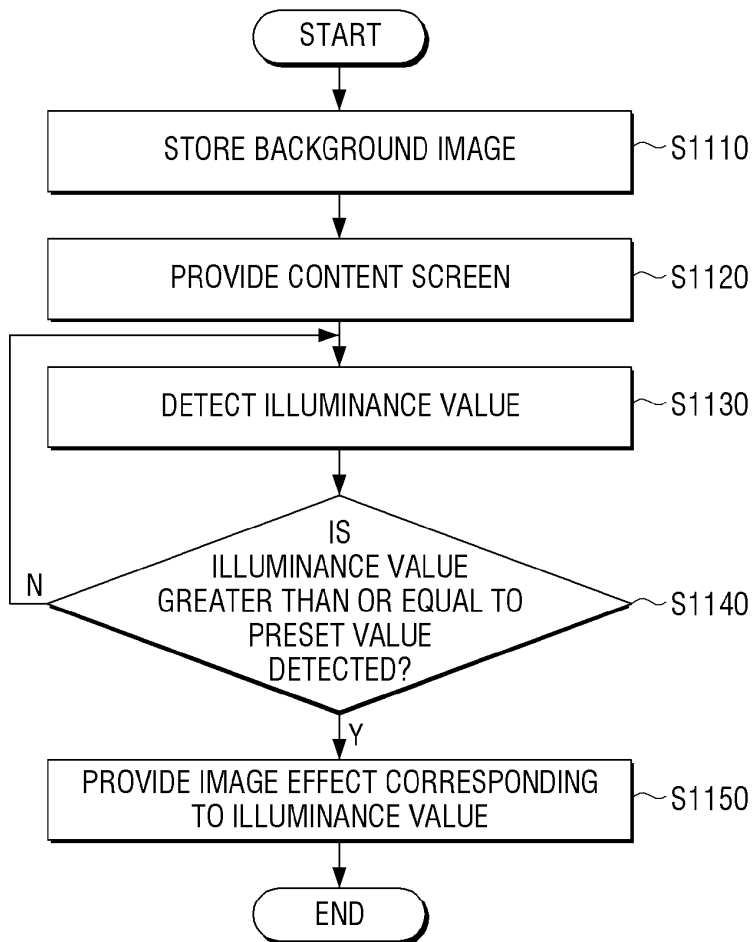 START
STORE BACKGROUND IMAGE
S1110
PROVIDE CONTENT SCREEN
S1120
DETECT ILLUMINANCE VALUE
S1130
IS
ILLUMINANCE VALUE
GREATER THAN OR EQUAL TO
PRESET VALUE
DETECTED?
N
S1140
Y
PROVIDE IMAGE EFFECT CORRESPONDING
TO ILLUMINANCE VALUE
S1150
END